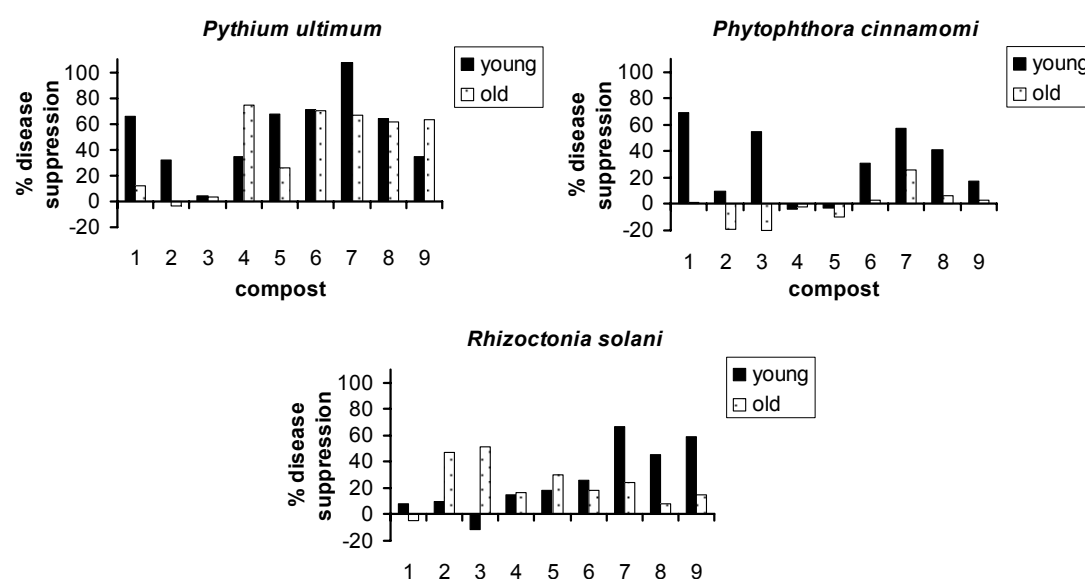 Pythium ultimum
young
old
% disease
suppression
100
80
60
40
20
0
-20
1 2 3 4 5 6 7 8 9
compost
Phytophthora cinnamomi
young
old
% disease
suppression
100
80
60
40
20
0
-20
1 2 3 4 5 6 7 8 9
compost
Rhizoctonia solani
young
old
% disease
suppression
100
80
60
40
20
0
-20
1 2 3 4 5 6 7 8 9